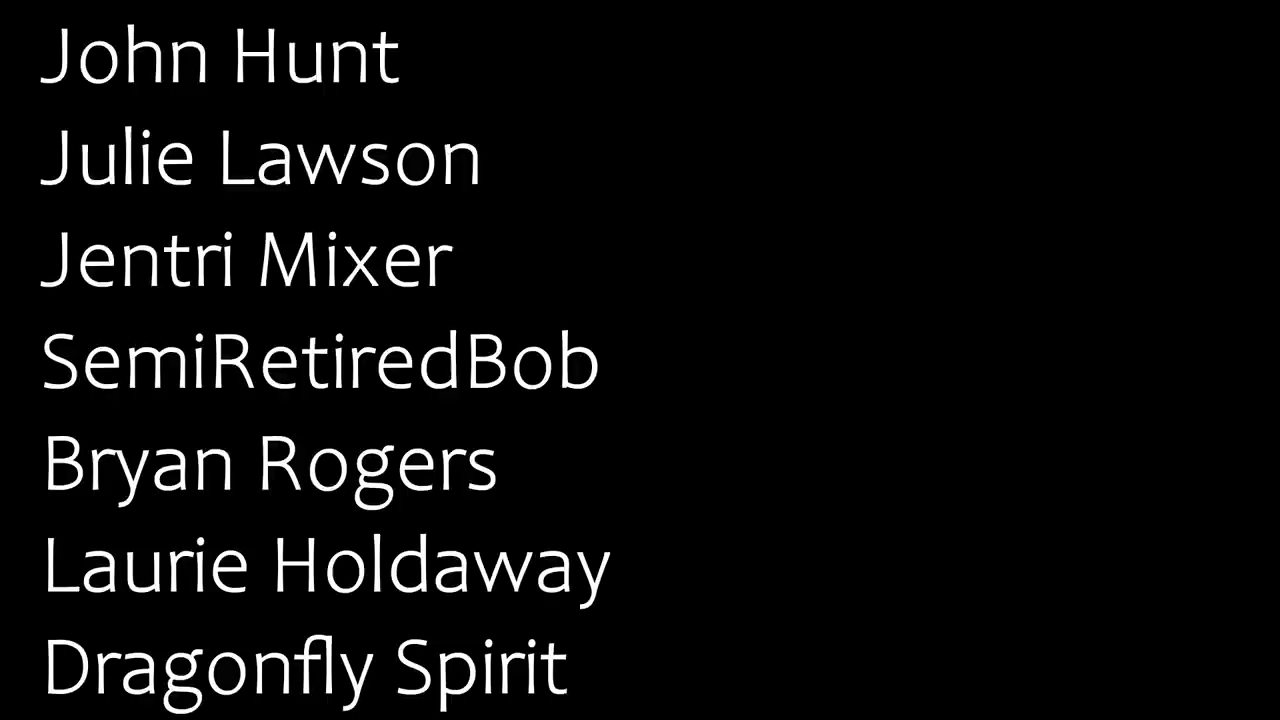 John Hunt
Julie Lawson
Jentri Mixer
SemiRetiredBob
Bryan Rogers
Laurie Holdaway
Dragonfly Spirit